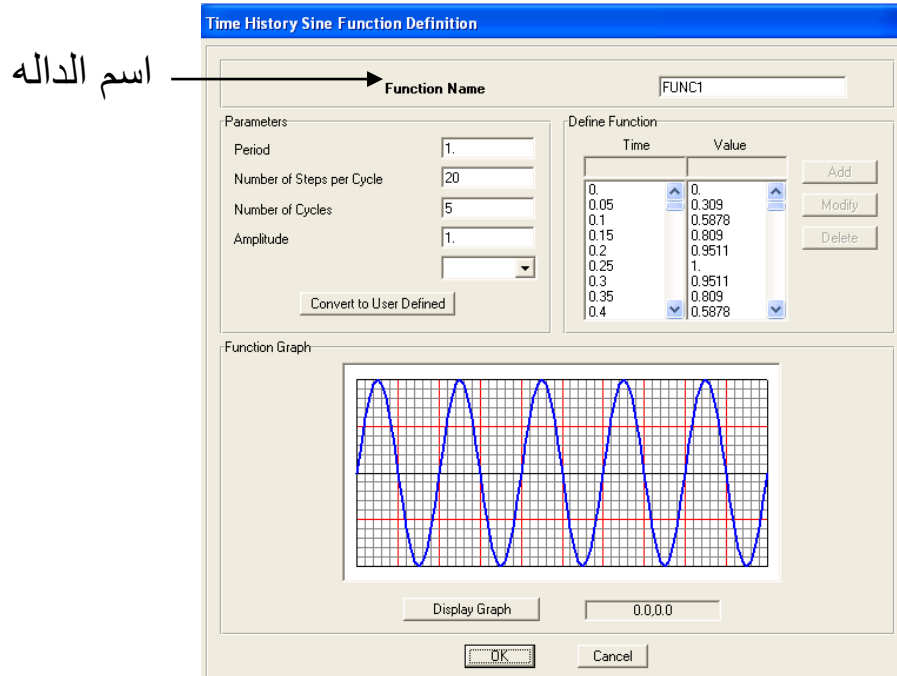 Time History Sine Function Definition
اسم الداله
Function Name
FUNC1
Parameters
Period
1.
Number of Steps per Cycle
20
Number of Cycles
5
Amplitude
1.
Convert to User Defined
Define Function
Time Value
0. 0.
0.05 0.309
0.1 0.5878
0.15 0.809
0.2 0.9511
0.25 1.
0.3 0.9511
0.35 0.809
0.4 0.5878
Add
Modify
Delete
Function Graph
Display Graph
0.0,0.0
OK
Cancel